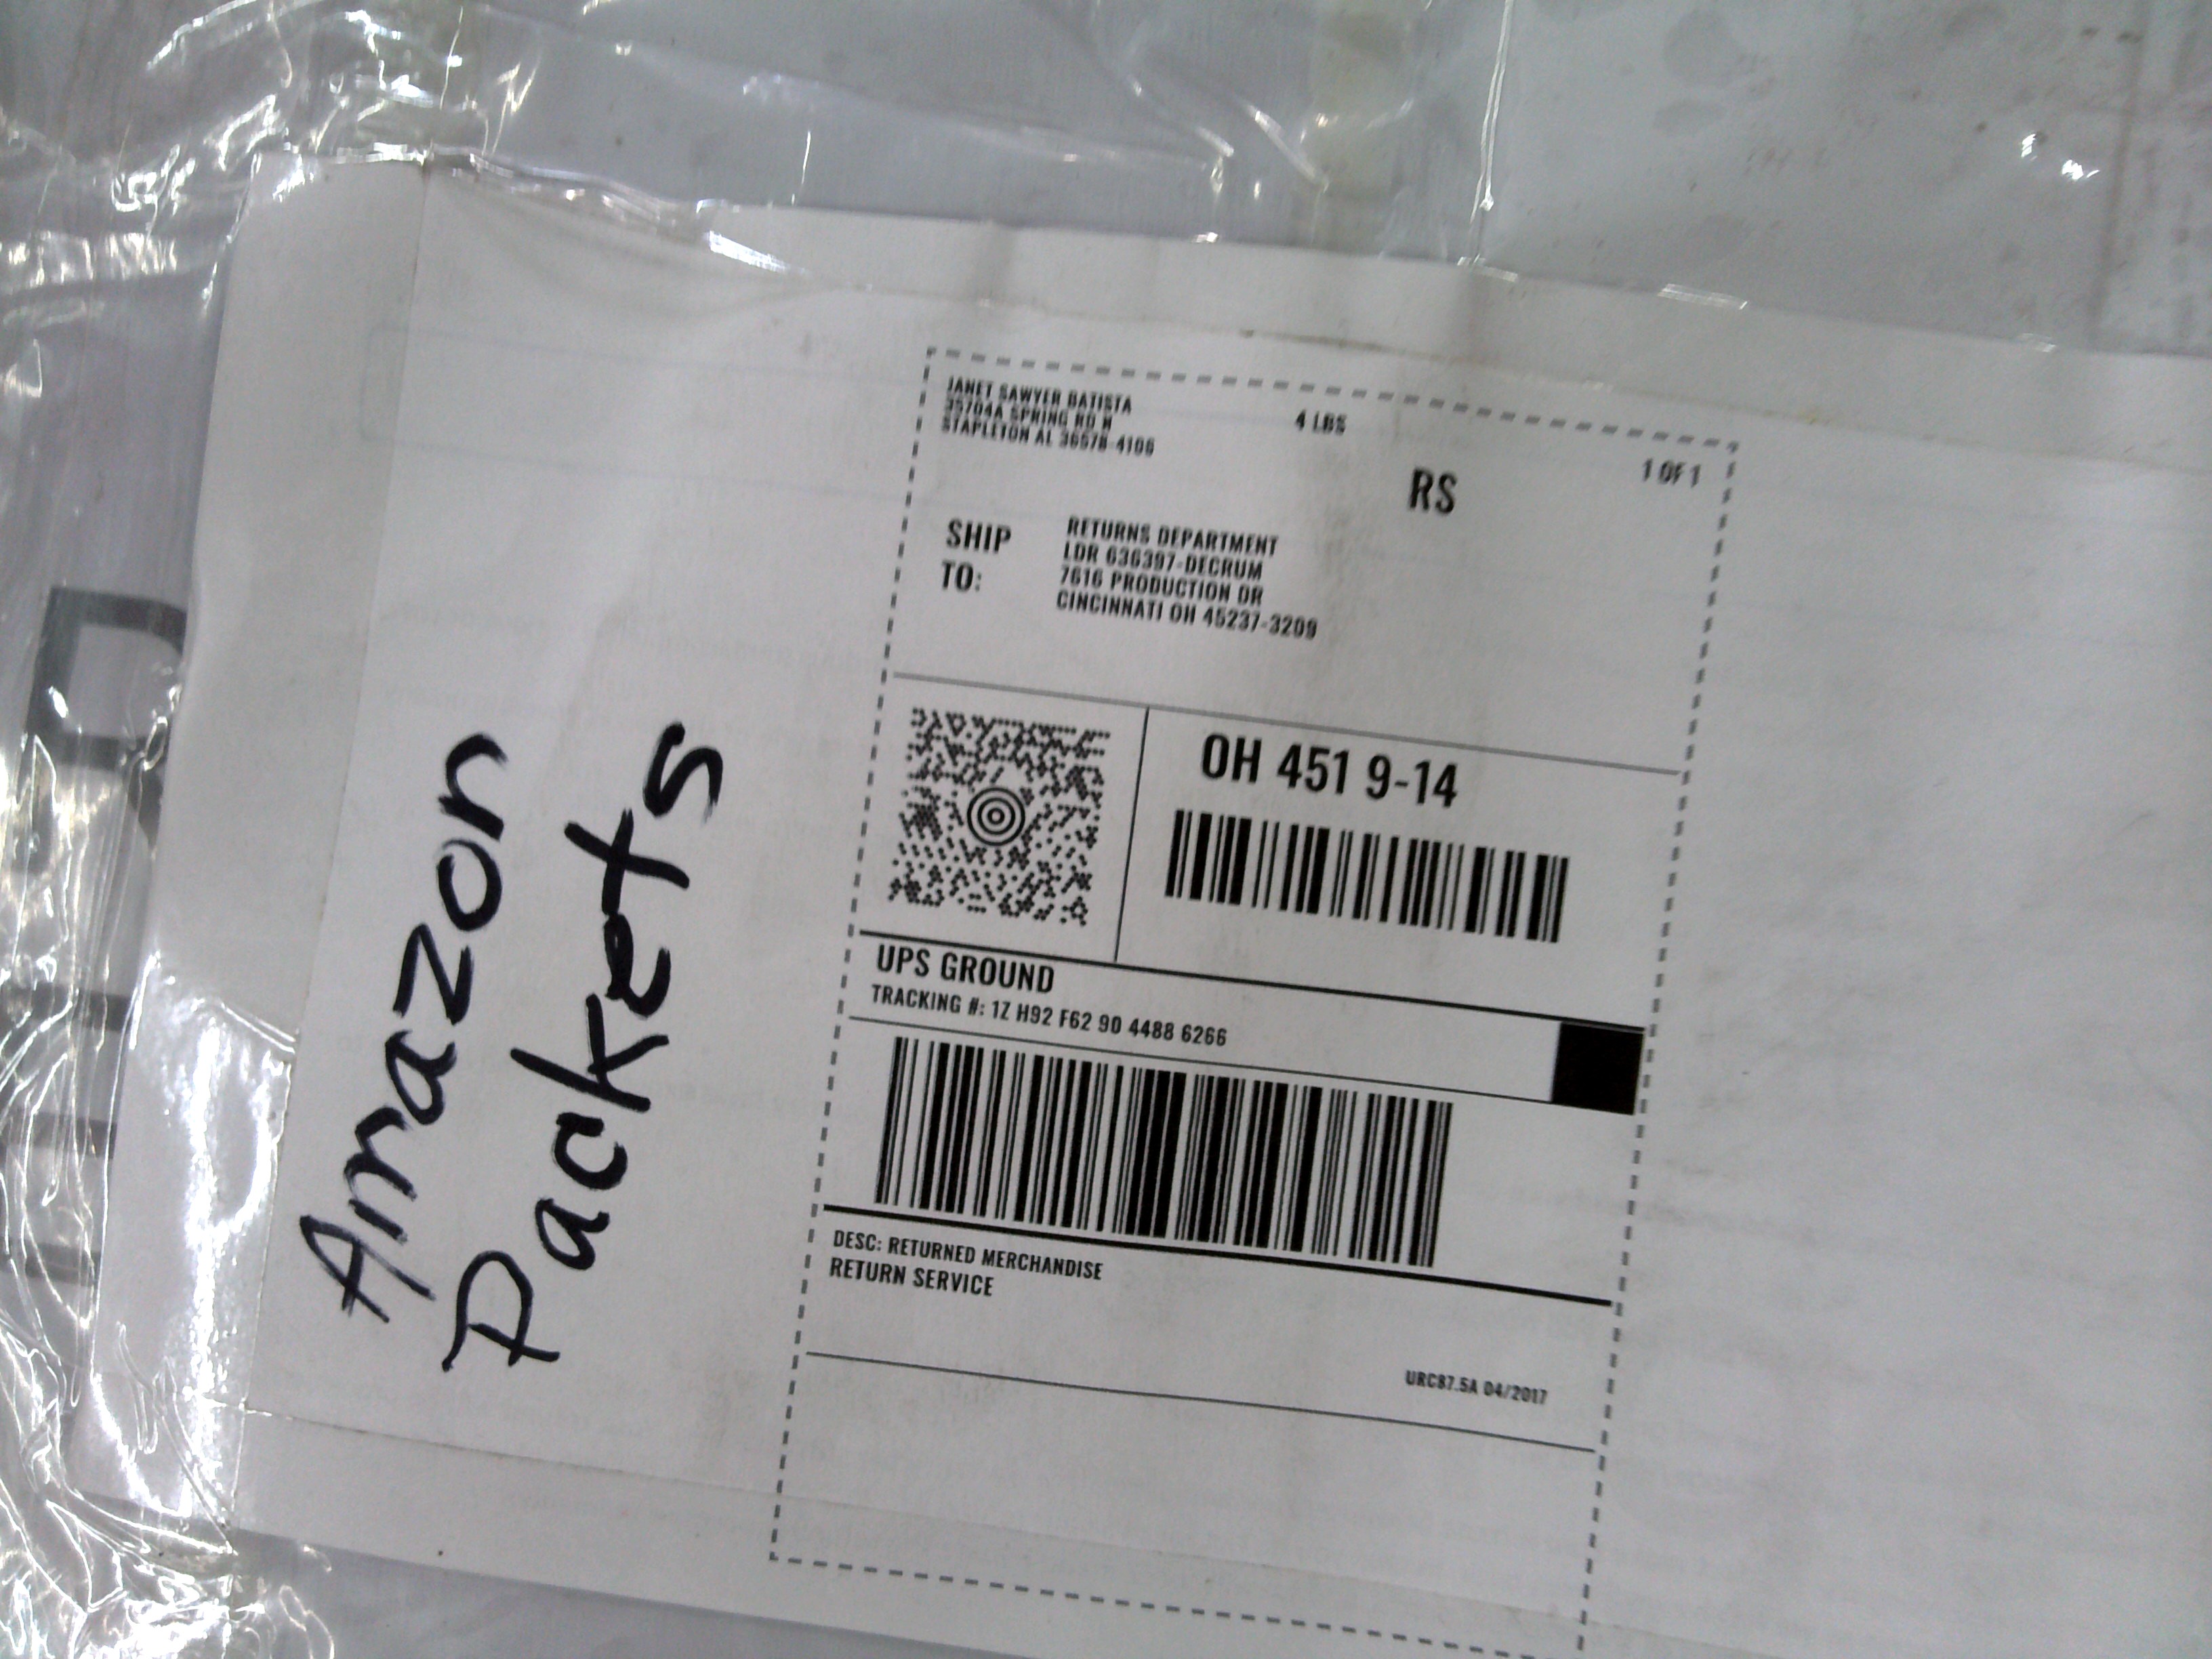 JANET SAWYER BATISTA
35704A SPRING RD N
STAPLETON AL 36578-4106
4 LBS
1 OF 1
RS
SHIP
TO:
RETURNS DEPARTMENT
LDR 636397-DECRUM
7616 PRODUCTION DR
CINCINNATI OH 45237-3209
OH 451 9-14
UPS GROUND
TRACKING #: 1Z H92 F62 90 4488 6266
DESC: RETURNED MERCHANDISE
RETURN SERVICE
URC87.5A 04/2017
Amazon
Packets